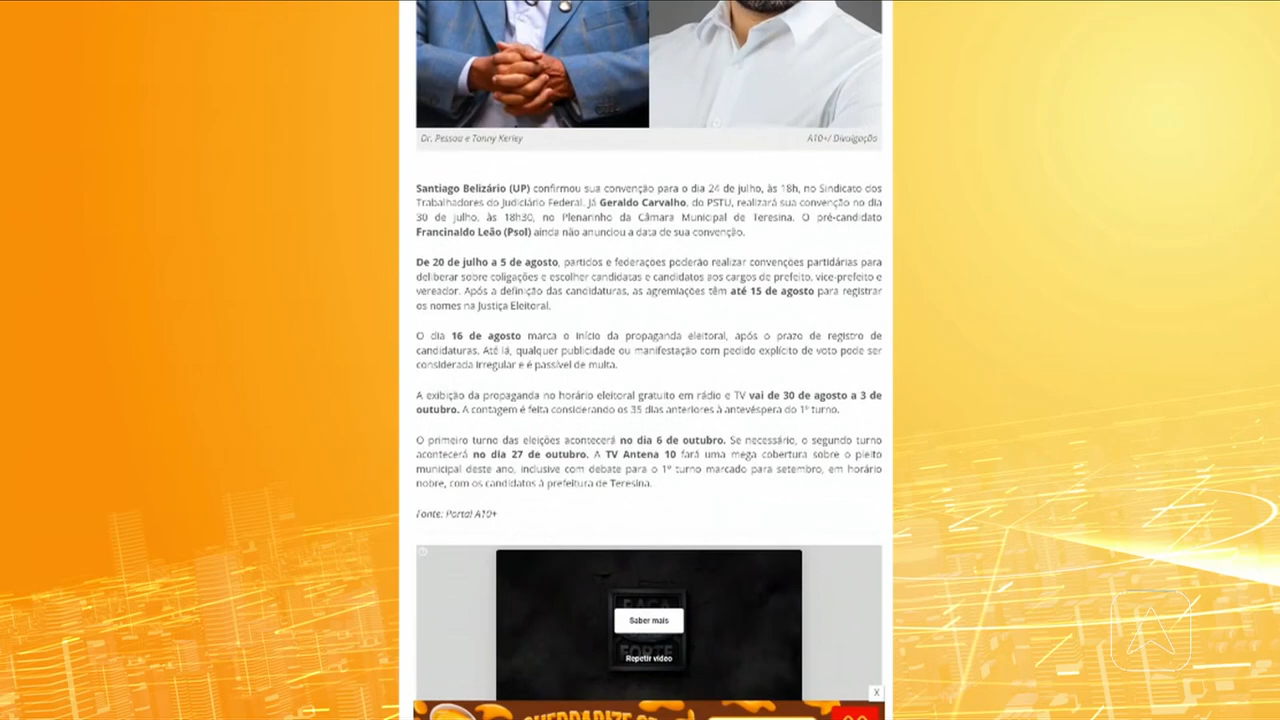 Dr. Pessoa e Tonny Kerley
A10+/ Divulgação
Santiago Belizário (UP) confirmou sua convenção para o dia 24 de julho, às 18h, no Sindicato dos
Trabalhadores do Judiciário Federal. Já Geraldo Carvalho, do PSTU, realizará sua convenção no dia
30 de julho, às 18h30, no Plenarinho da Câmara Municipal de Teresina. O pré-candidato
Francinaldo Leão (Psol) ainda não anunciou a data de sua convenção.
De 20 de julho a 5 de agosto, partidos e federações poderão realizar convenções partidárias para
deliberar sobre coligações e escolher candidatas e candidatos aos cargos de prefeito, vice-prefeito e
vereador. Após a definição das candidaturas, as agremiações têm até 15 de agosto para registrar
os nomes na Justiça Eleitoral.
O dia 16 de agosto marca o início da propaganda eleitoral, após o prazo de registro de
candidaturas. Até lá, qualquer publicidade ou manifestação com pedido explícito de voto pode ser
considerada irregular e é passível de multa.
A exibição da propaganda no horário eleitoral gratuito em rádio e TV vai de 30 de agosto a 3 de
outubro. A contagem é feita considerando os 35 dias anteriores à antevéspera do 1º turno.
O primeiro turno das eleições acontecerá no dia 6 de outubro. Se necessário, o segundo turno
acontecerá no dia 27 de outubro. A TV Antena 10 fará uma mega cobertura sobre o pleito
municipal deste ano, inclusive com debate para o 1º turno marcado para setembro, em horário
nobre, com os candidatos à prefeitura de Teresina.
Fonte: Portal A10+
Saber mais
FORTE
Repetir vídeo
X